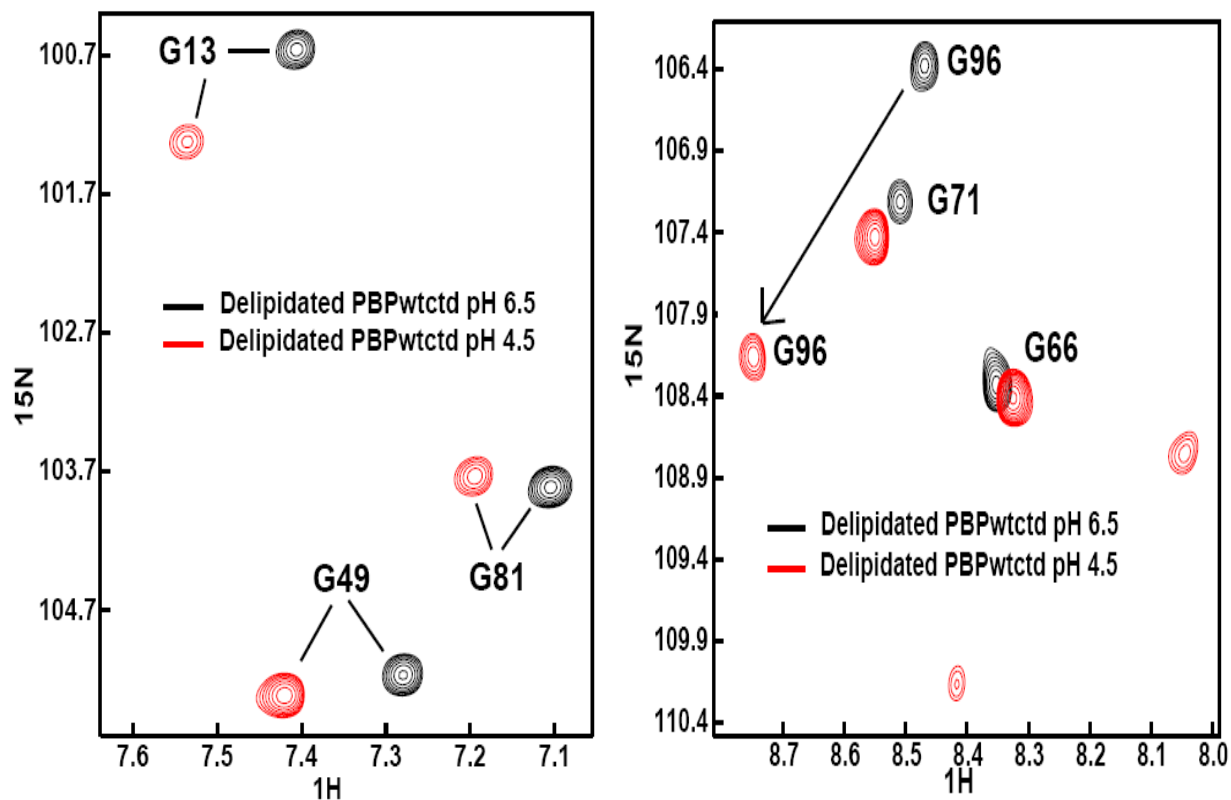 100.7
101.7
102.7
103.7
104.7
15N
G13
Delipidated PBPwtctd pH 6.5
Delipidated PBPwtctd pH 4.5
G81
G49
7.6 7.5 7.4 7.3 7.2 7.1
1H
106.4
106.9
107.4
107.9
108.4
108.9
109.4
109.9
110.4
15N
G96
G71
G96
G66
Delipidated PBPwtctd pH 6.5
Delipidated PBPwtctd pH 4.5
8.7 8.6 8.5 8.4 8.3 8.2 8.1 8.0
1H